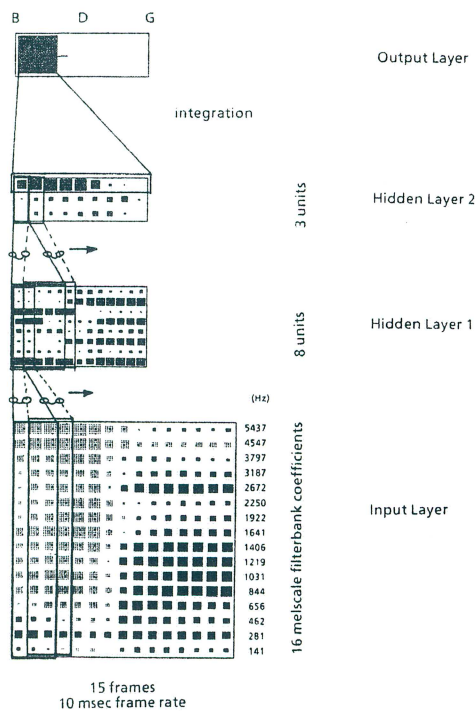 B D G
Output Layer
integration
3 units
Hidden Layer 2
8 units
Hidden Layer 1
(Hz)
5437
4547
3797
3187
2672
2250
1922
1641
1406
1219
1031
844
656
462
281
141
16 melscale filterbank coefficients
Input Layer
15 frames
10 msec frame rate